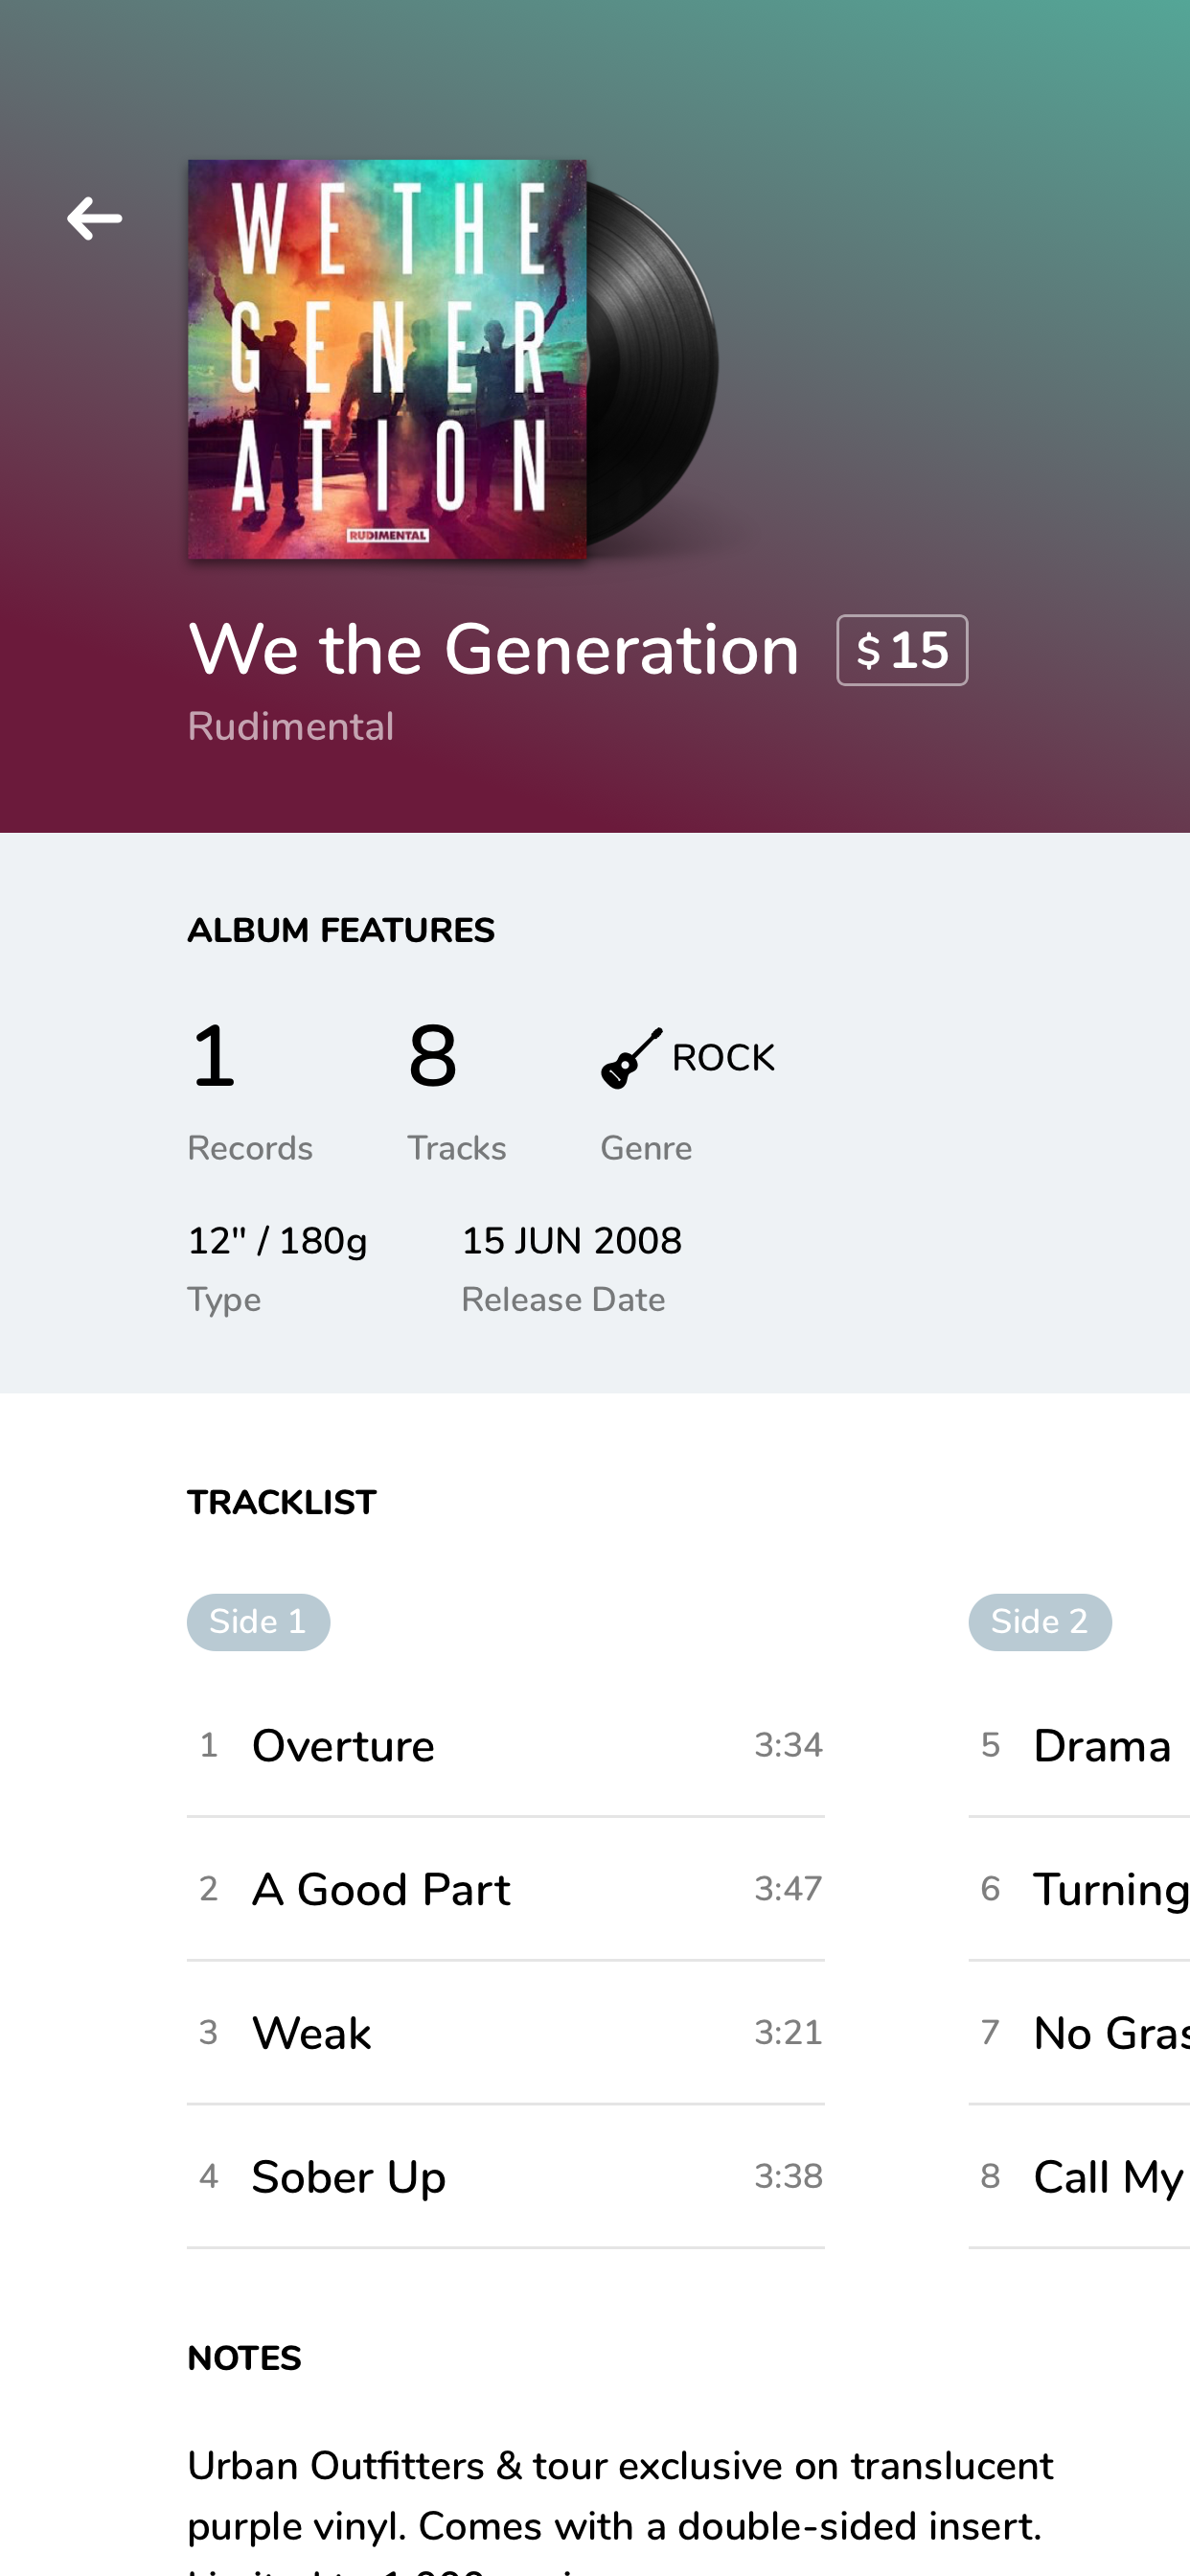 WE THE
GENER
ATION
RUDIMENTAL
We the Generation $ 15
Rudimental
ALBUM FEATURES
1 8 ROCK
Records Tracks Genre
12" / 180g 15 JUN 2008
Type Release Date
TRACKLIST
Side 1 Side 2
1 Overture 3:34 5 Drama
2 A Good Part 3:47 6 Turning
3 Weak 3:21 7 No Gras
4 Sober Up 3:38 8 Call My
NOTES
Urban Outfitters & tour exclusive on translucent
purple vinyl. Comes with a double-sided insert.